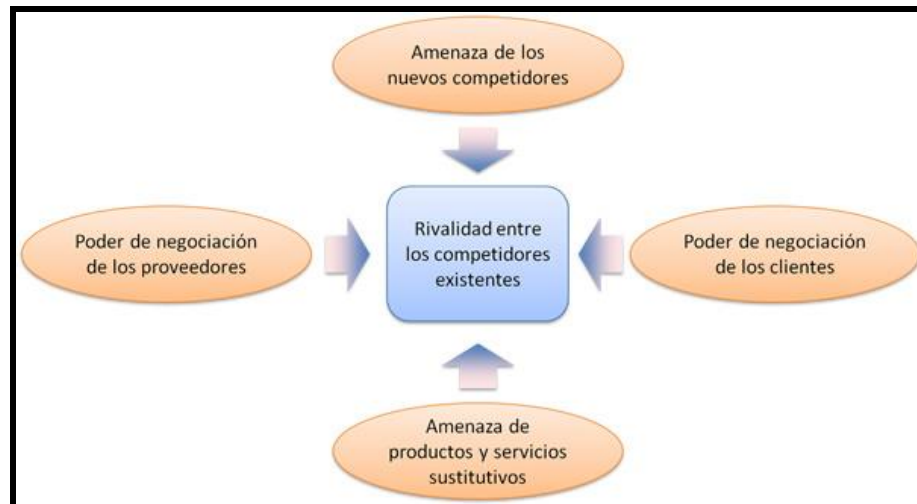 Amenaza de los
nuevos competidores
Poder de negociación
de los proveedores
Rivalidad entre
los competidores
existentes
Poder de negociación
de los clientes
Amenaza de
productos y servicios
sustitutivos